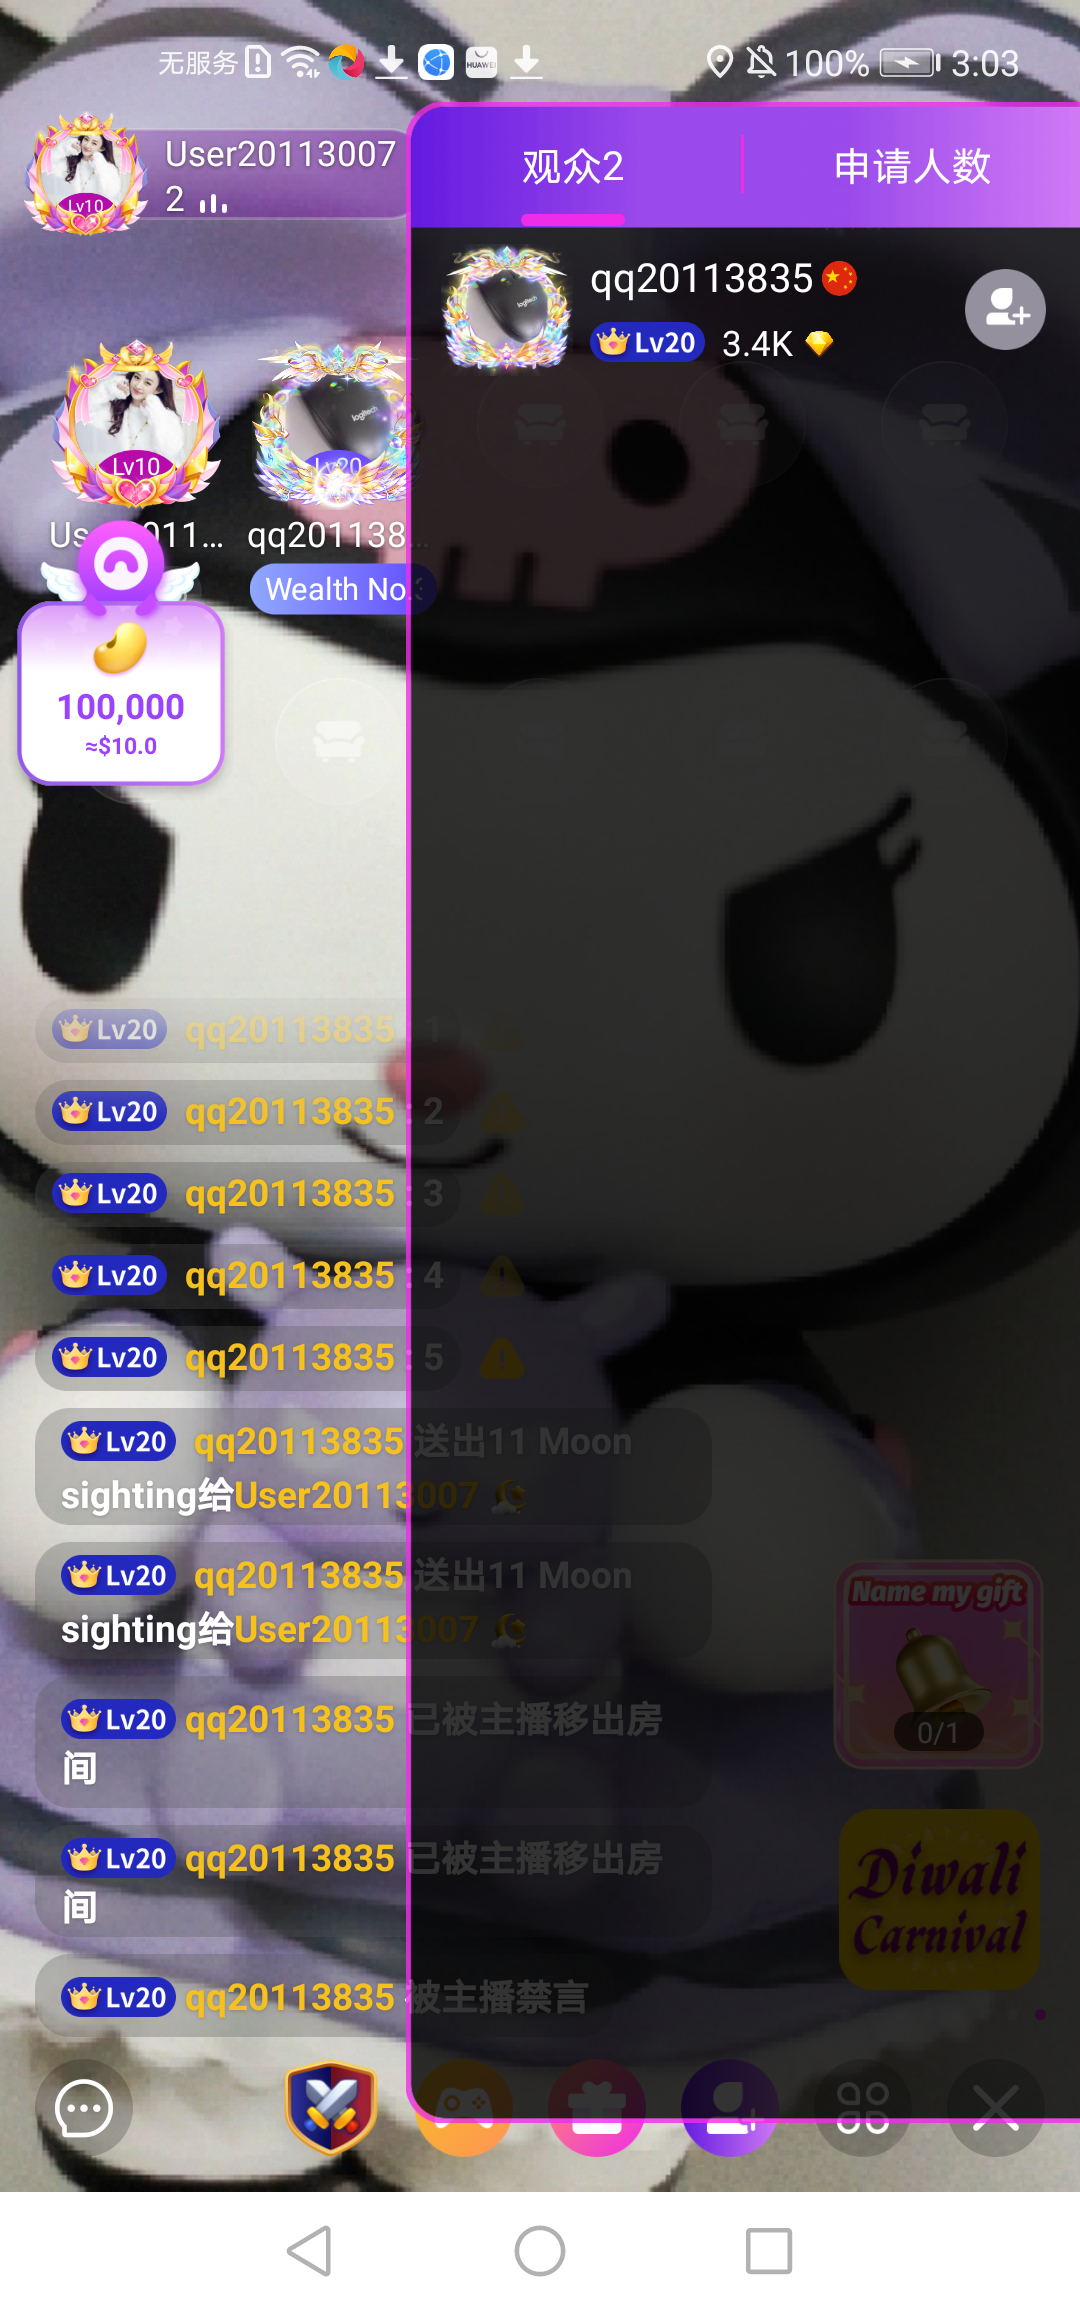 无服务
HUAWEI
100%
3:03
User20113007
2
Lv10
观众2
申请人数
qq20113835
Lv20
3.4K
logitech
Lv10
logitech
Lv20
qq201138...
Wealth No.3
100,000
≈$10.0
Lv20 qq20113835 : 1
Lv20 qq20113835 : 2
Lv20 qq20113835 : 3
Lv20 qq20113835 : 4
Lv20 qq20113835 : 5
Lv20 qq20113835 送出11 Moon
sighting给User20113007
Lv20 qq20113835 送出11 Moon
sighting给User20113007
Lv20 qq20113835 已被主播移出房
间
Lv20 qq20113835 已被主播移出房
间
Lv20 qq20113835 被主播禁言
Name my gift
0/1
Diwali
Carnival